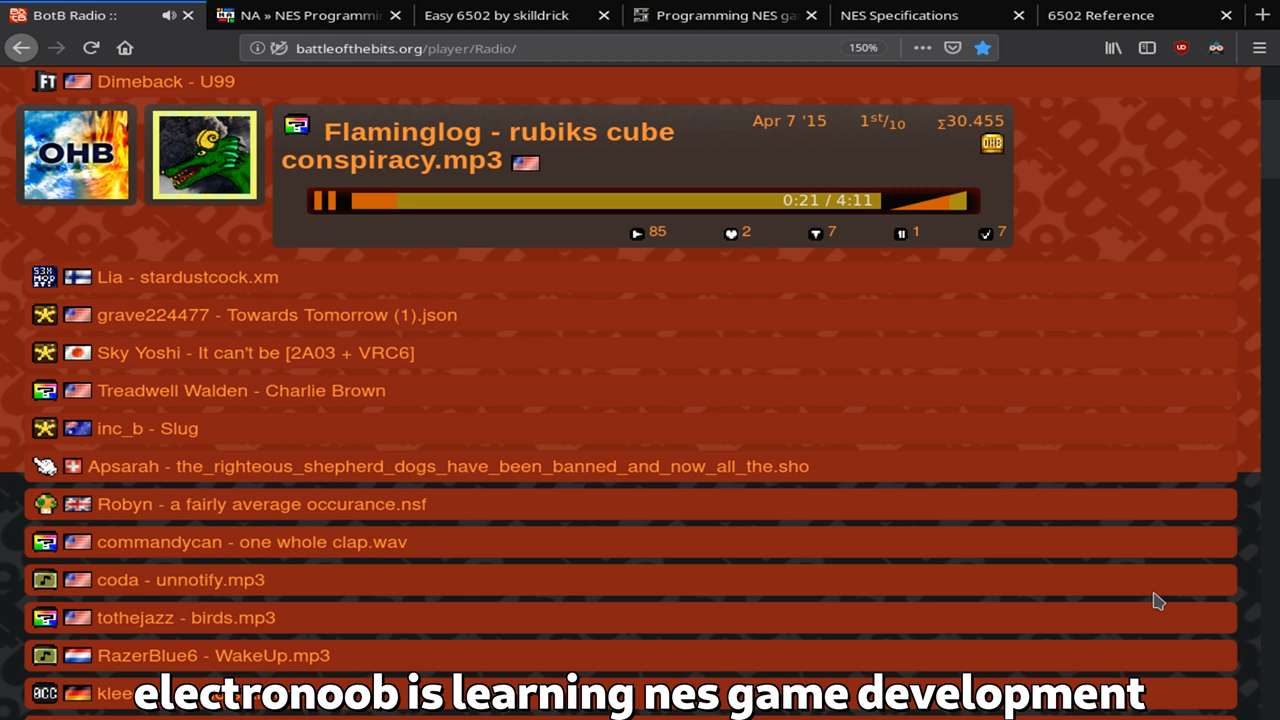 BotB Radio ::
NA » NES Programmi
Easy 6502 by skilldrick
Programming NES ga
NES Specifications
6502 Reference
battleofthebits.org/player/Radio/
150%
Dimeback - U99
OHB
Flaminglog - rubiks cube
conspiracy.mp3
Apr 7 '15 1st/10 Σ30.455
OHB
0:21 / 4:11
85 2 7 1 7
Lia - stardustcock.xm
grave224477 - Towards Tomorrow (1).json
Sky Yoshi - It can't be [2A03 + VRC6]
Treadwell Walden - Charlie Brown
inc_b - Slug
Apsarah - the_righteous_shepherd_dogs_have_been_banned_and_now_all_the.sho
Robyn - a fairly average occurance.nsf
commandycan - one whole clap.wav
coda - unnotify.mp3
tothejazz - birds.mp3
RazerBlue6 - WakeUp.mp3
klee
electronoob is learning nes game development